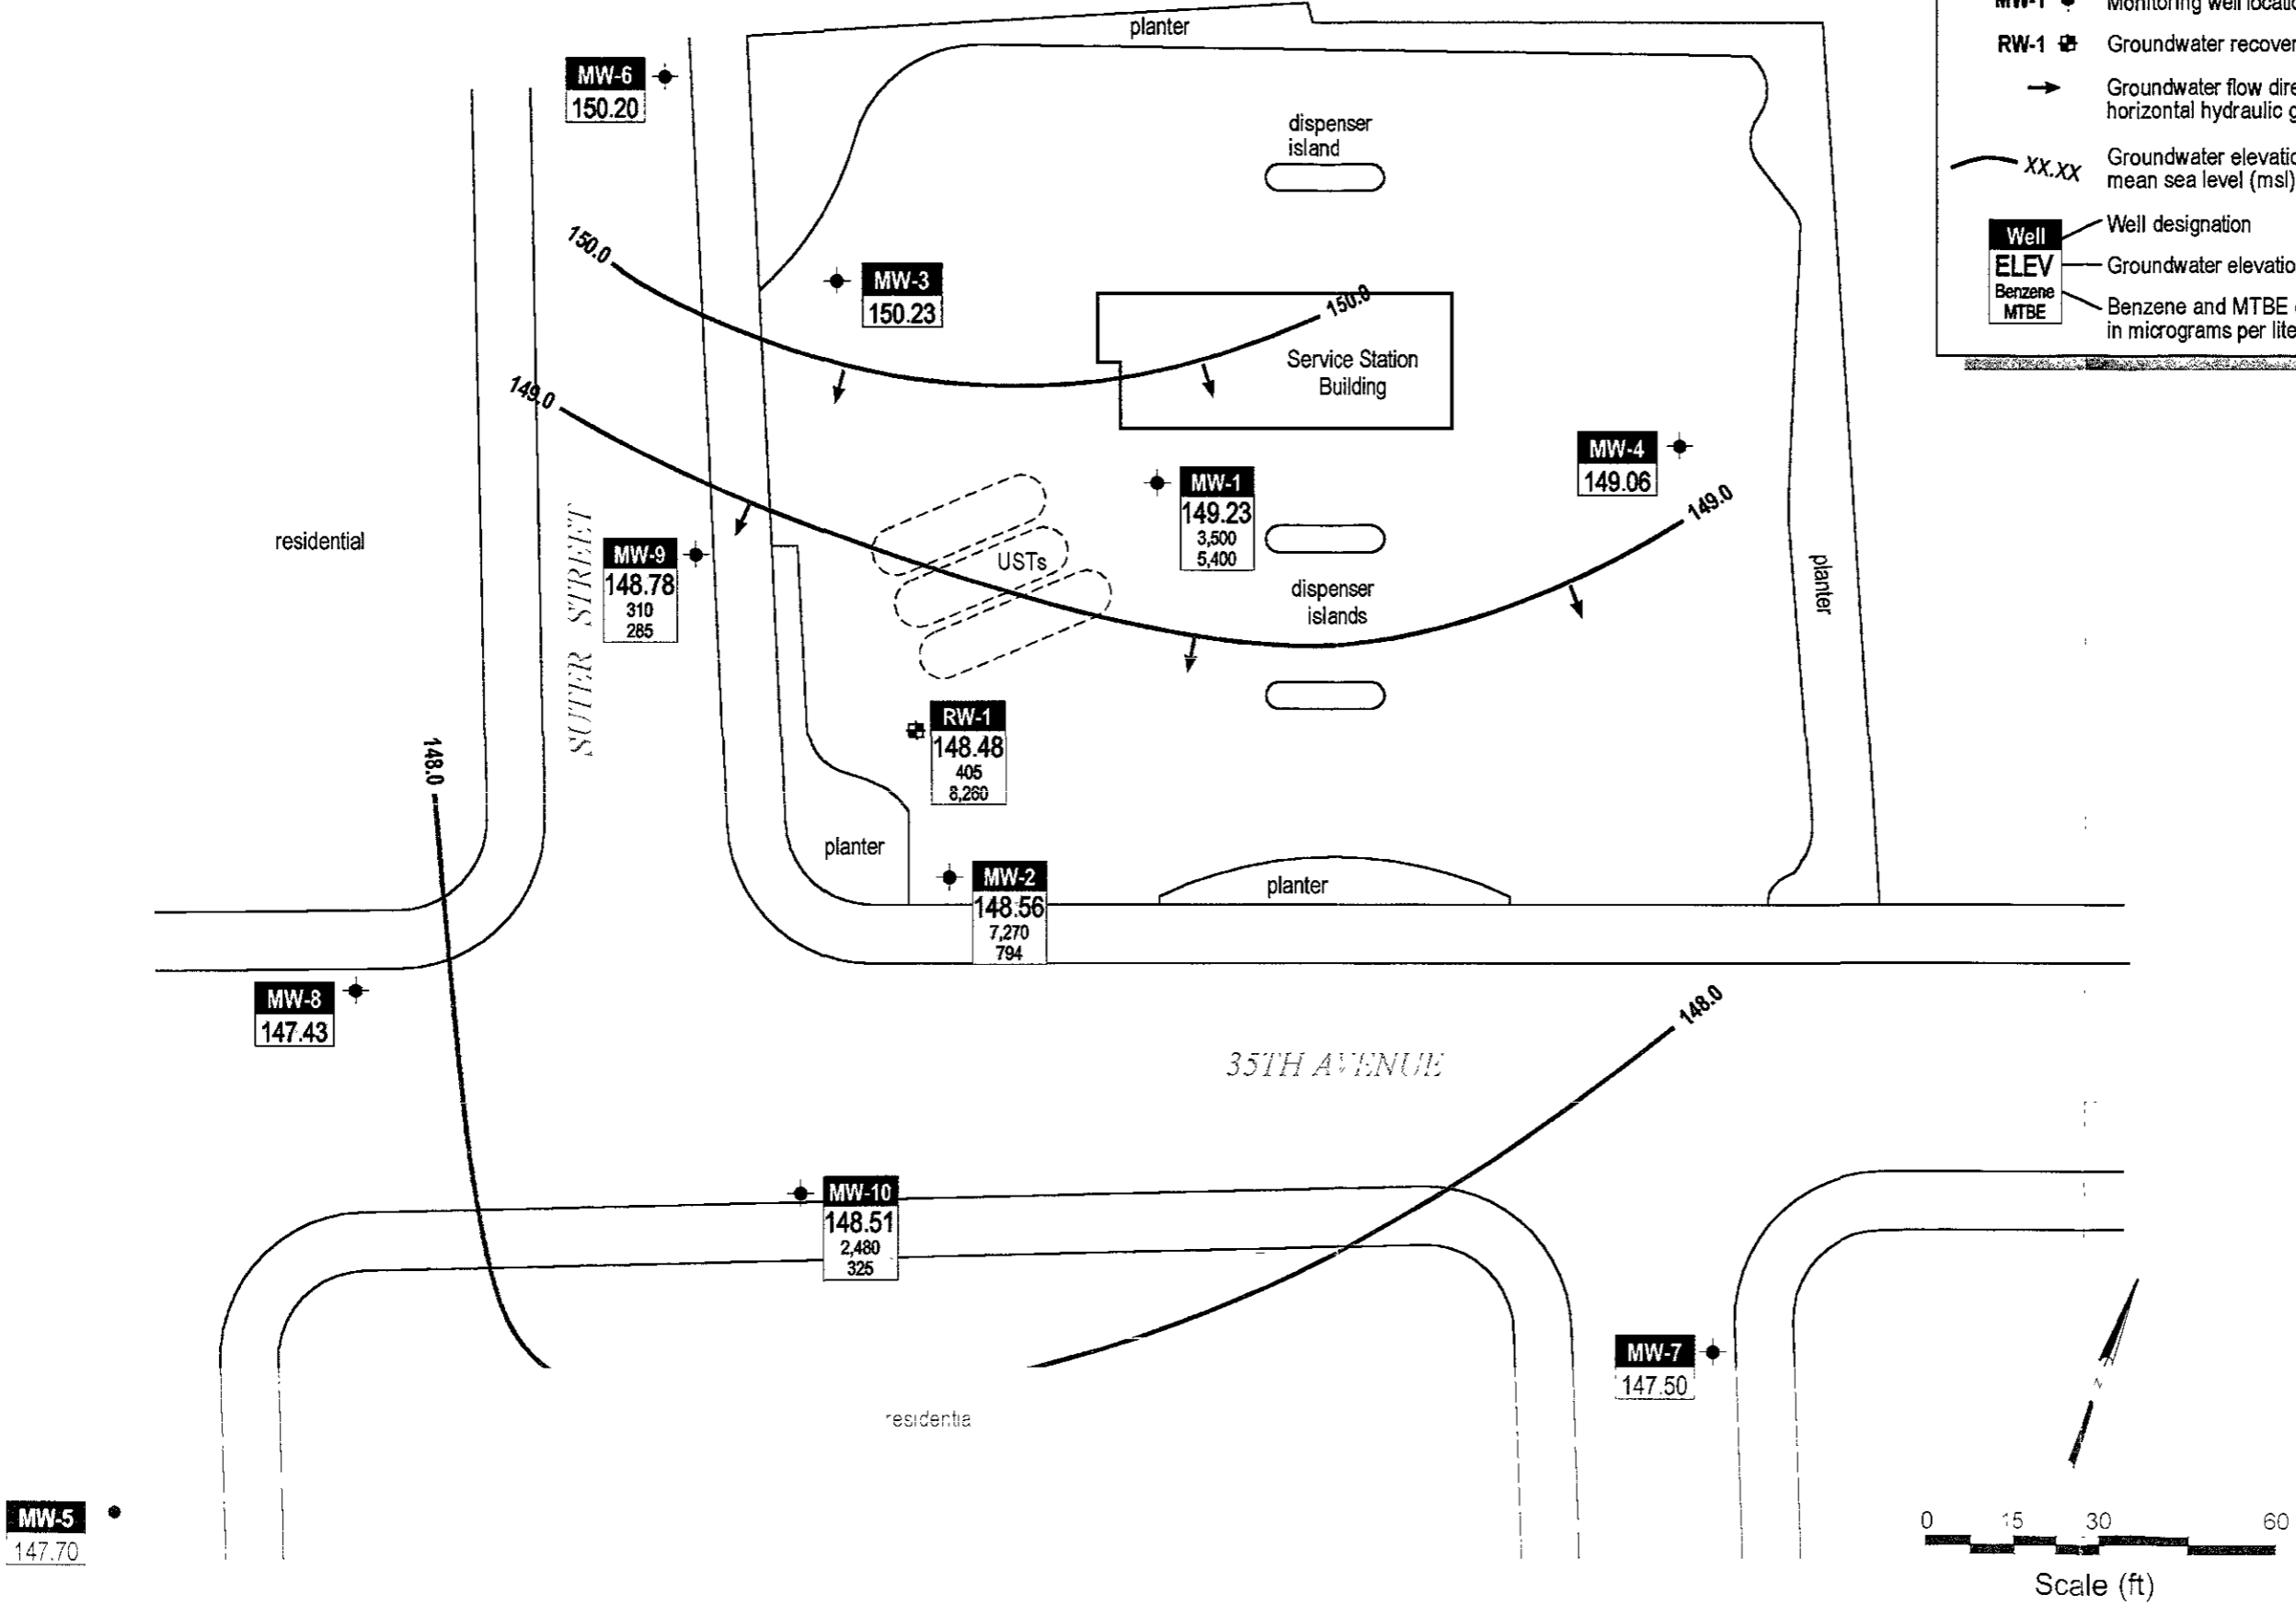 planter
MW-1
RW-1
Groundwater recover
Groundwater flow dire
horizontal hydraulic g
XX.XX
Groundwater elevatio
mean sea level (msl)
Well
ELEV
Benzene
MTBE
Well designation
Groundwater elevatio
Benzene and MTBE
in micrograms per lite
MW-6
150.20
dispenser
island
150.0
MW-3
150.23
150.0
Service Station
Building
149.0
MW-4
149.06
149.0
MW-1
149.23
3,500
5,400
residential
SUTER STREET
MW-9
148.78
310
285
USTs
dispenser
islands
planter
RW-1
148.48
405
8,260
148.0
planter
MW-2
148.56
7,270
794
planter
MW-8
147.43
148.0
35TH AVENUE
MW-10
148.51
2,480
325
MW-7
147.50
residentia
N
MW-5
147.70
0 15 30 60
Scale (ft)